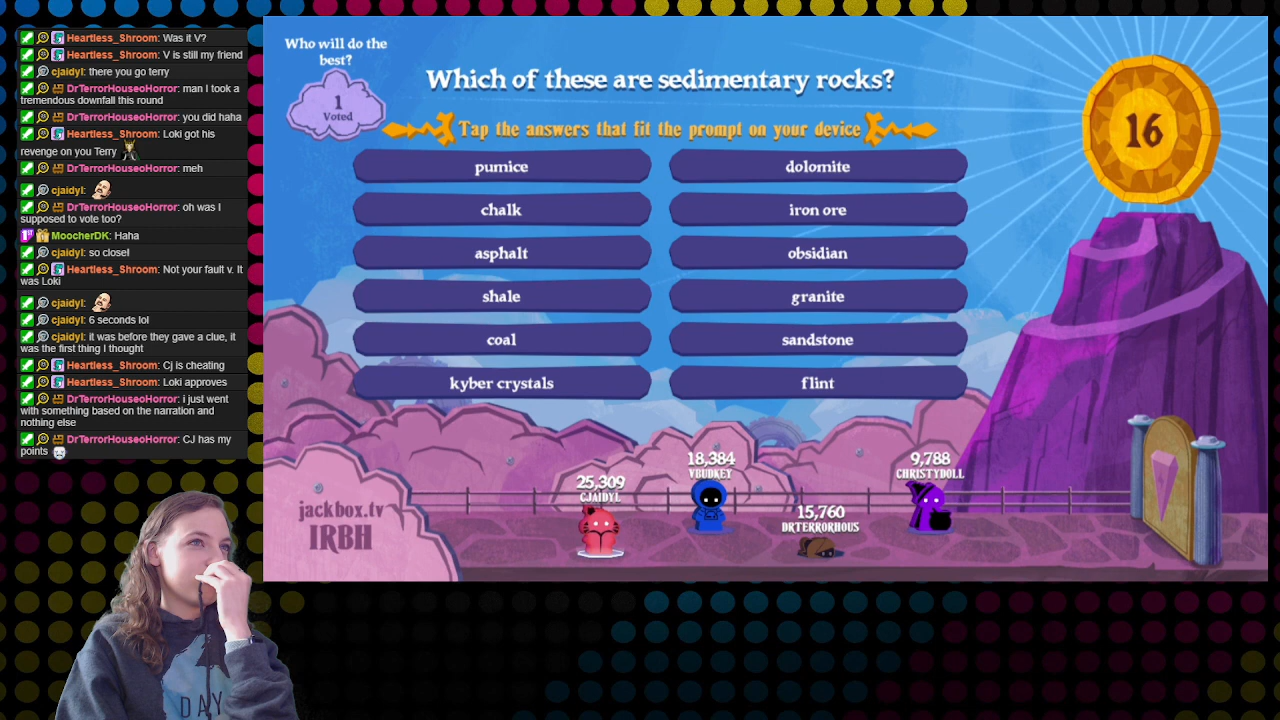 Heartless_Shroom: Was it V?
Heartless_Shroom: V is still my friend
cjaidyl: there you go terry
DrTerrorHouseoHorror: man I took a
tremendous downfall this round
DrTerrorHouseoHorror: you did haha
Heartless_Shroom: Loki got his
revenge on you Terry
DrTerrorHouseoHorror: meh
cjaidyl:
DrTerrorHouseoHorror: oh was I
supposed to vote too?
MoocherDK: Haha
cjaidyl: so close!
Heartless_Shroom: Not your fault v. It
was Loki
cjaidyl:
cjaidyl: 6 seconds lol
cjaidyl: it was before they gave a clue, it
was the first thing I thought
Heartless_Shroom: Cj is cheating
Heartless_Shroom: Loki approves
DrTerrorHouseoHorror: i just went
with something based on the narration and
nothing else
DrTerrorHouseoHorror: CJ has my
points
Who will do the
best?
1
Voted
Which of these are sedimentary rocks?
Tap the answers that fit the prompt on your device
16
pumice
dolomite
chalk
iron ore
asphalt
obsidian
shale
granite
coal
sandstone
kyber crystals
flint
25,309
CJAIDYL
18,384
VBUDKEY
15,760
DRTERRORHOUS
9,788
CHRISTYDOLL
jackbox.tv
IRBH
DAY